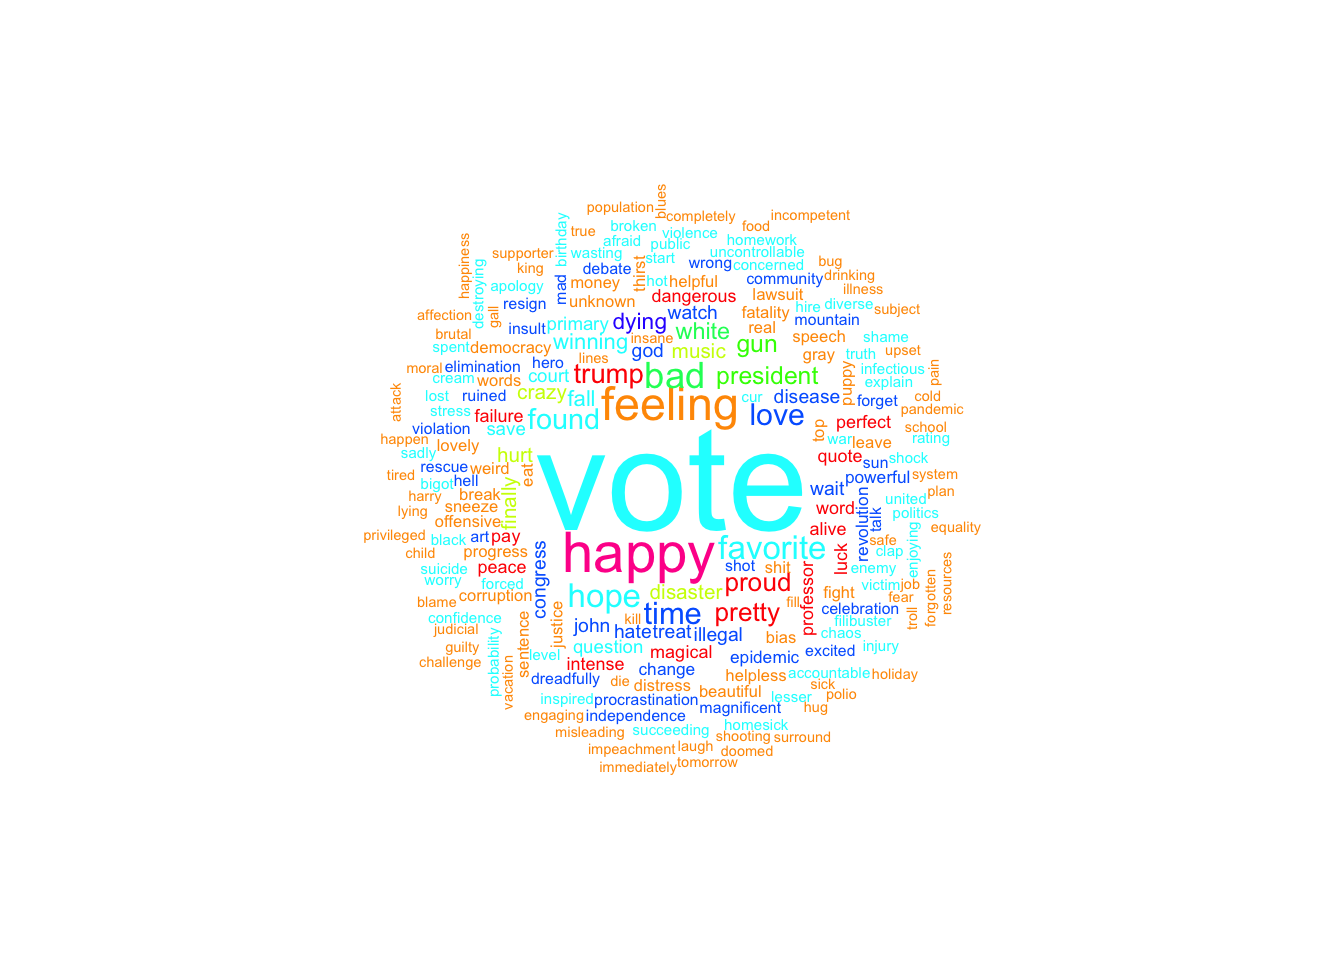 population
blues
completely
incompetent
birthday
true
broken
violence
food
happiness
supporter
wasting
afraid
public
homework
uncontrollable
king
debate
start
wrong
concerned
bug
destroying
apology
mad
money
thirst
hot
helpful
community
drinking
illness
affection
gall
resign
unknown
dangerous
lawsuit
hire
diverse
subject
brutal
insult
primary
dying
watch
fatality
mountain
spent
democracy
winning
insane
white
real
speech
shame
moral
elimination
hero
lines
god
music
gun
gray
truth
upset
cream
words
court
trump
bad
president
puppy
infectious
explain
pain
attack
lost
ruined
crazy
fall
feeling
cur
disease
forget
cold
stress
failure
found
love
perfect
pandemic
violation
save
top
war
leave
school
rating
happen
sadly
lovely
hurt
vote
quote
sun
shock
tired
rescue
weird
eat
wait
powerful
system
bigot
hell
finally
harry
break
word
revolution
talk
united
plan
lying
sneeze
offensive
alive
politics
equality
privileged
black
art
pay
happy
favorite
luck
safe
clap
enjoying
child
progress
congress
shot
shit
enemy
suicide
peace
proud
professor
victim
job
resources
worry
forced
hope
disaster
fight
fear
forgotten
blame
corruption
time
pretty
fill
celebration
troll
confidence
justice
kill
filibuster
judicial
sentence
john
hate
treat
illegal
bias
chaos
guilty
question
magical
excited
injury
challenge
probability
level
intense
change
epidemic
accountable
holiday
vacation
dreadfully
die
distress
helpless
sick
inspired
procrastination
beautiful
lesser
polio
engaging
independence
magnificent
hug
misleading
succeeding
homesick
shooting
surround
impeachment
laugh
doomed
immediately
tomorrow